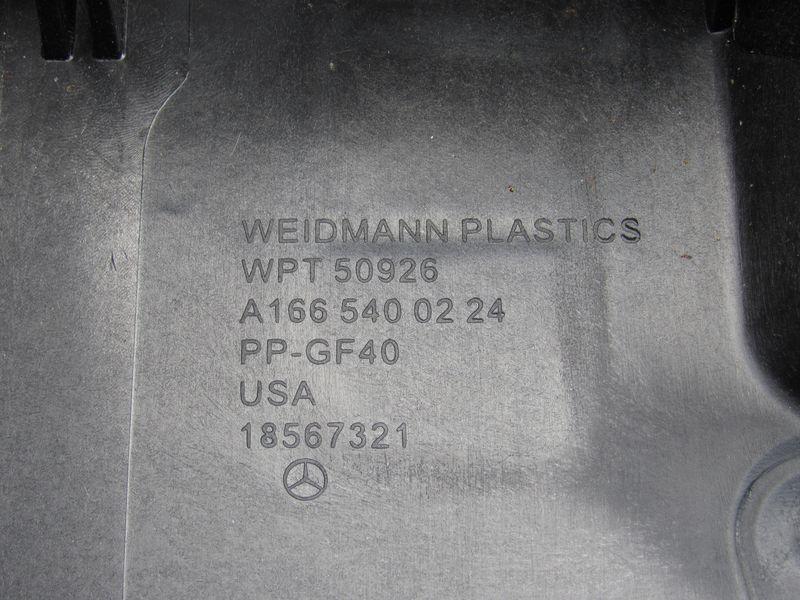 WEIDMANN PLASTICS
WPT 50926
A166 540 02 24
PP-GF40
USA
18567321